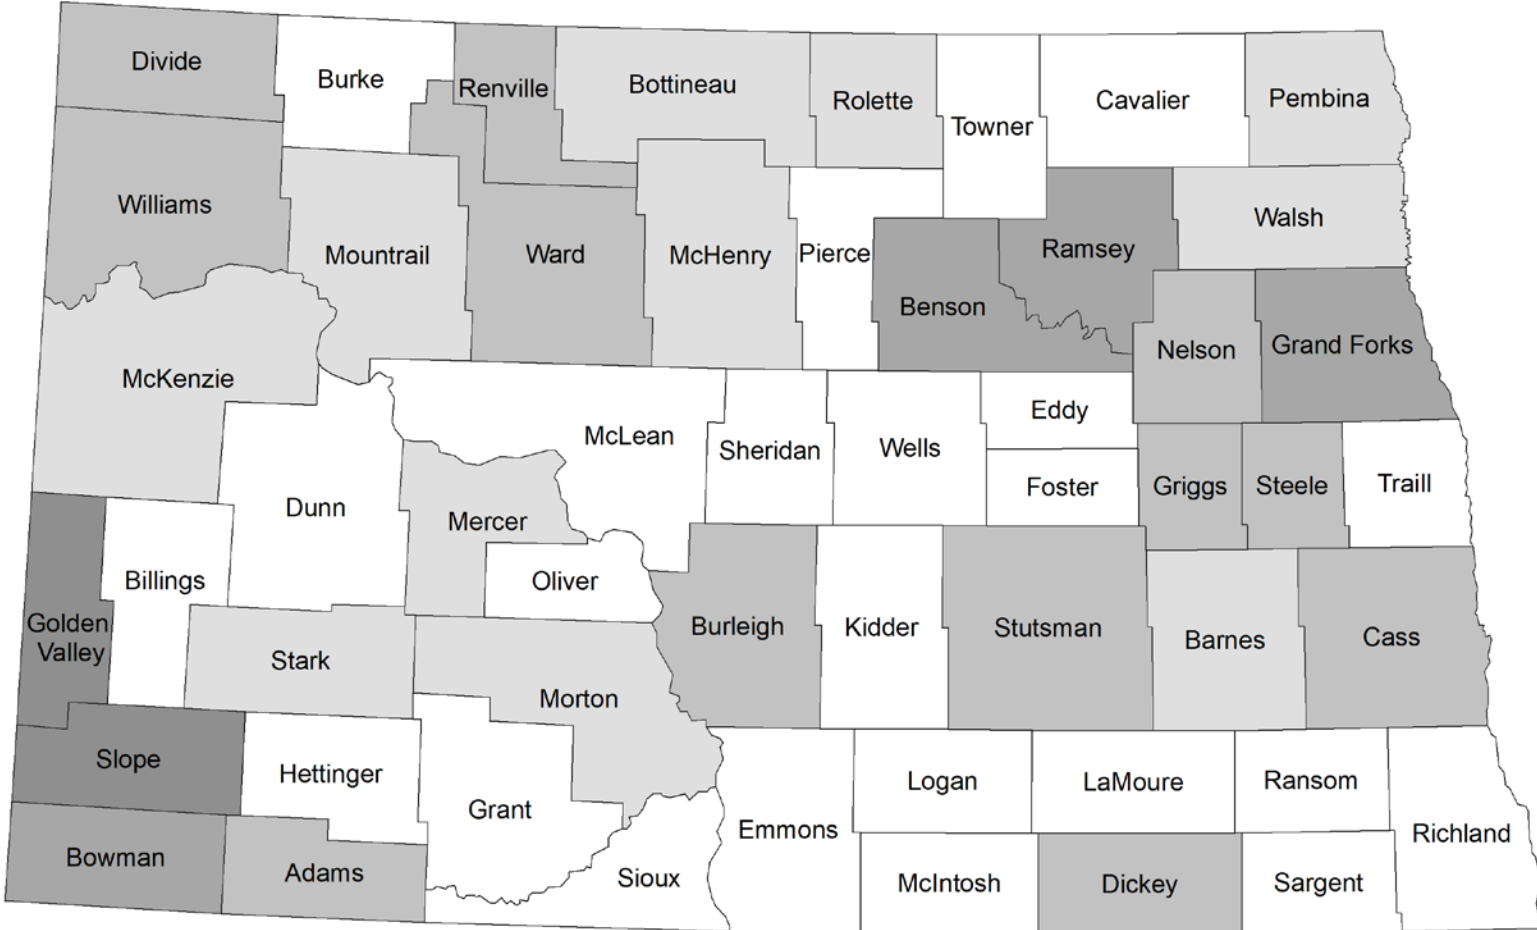 Divide
Burke
Renville
Bottineau
Rolette
Towner
Cavalier
Pembina
Williams
Mountrail
Ward
McHenry
Pierce
Benson
Ramsey
Walsh
Nelson
Grand Forks
McKenzie
Dunn
McLean
Sheridan
Wells
Eddy
Foster
Griggs
Steele
Traill
Mercer
Oliver
Billings
Golden
Valley
Stark
Morton
Burleigh
Kidder
Stutsman
Barnes
Cass
Slope
Hettinger
Grant
Sioux
Emmons
Logan
LaMoure
Ransom
Richland
Bowman
Adams
McIntosh
Dickey
Sargent